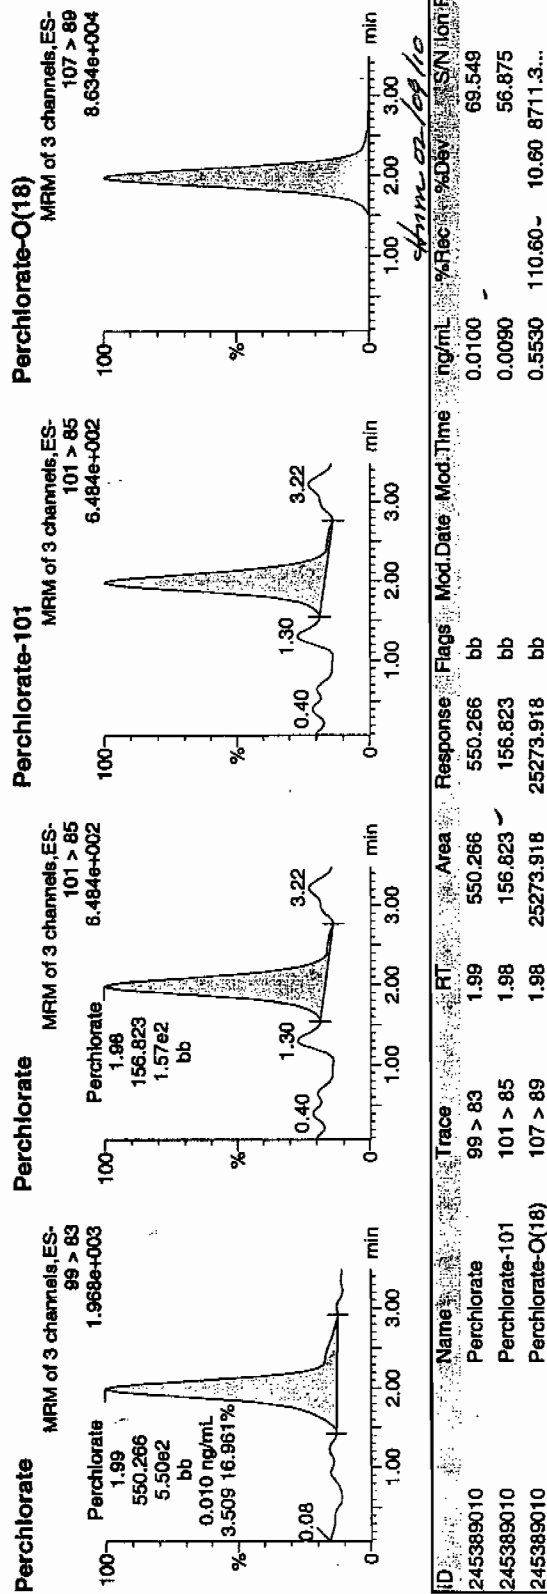 Perchlorate
MRM of 3 channels,ES-
99 > 83
1.968e+003
100
Perchlorate
1.99
550.266
5.50e2
bb
0.010 ng/mL
3.509 16.961%
%
0.08
0
1.00 2.00 3.00 min
Perchlorate
MRM of 3 channels,ES-
101 > 85
6.484e+002
100
Perchlorate
1.98
156.823
1.57e2
bb
%
0.40 1.30 3.22
0
1.00 2.00 3.00 min
Perchlorate-101
MRM of 3 channels,ES-
101 > 85
6.484e+002
100
%
0.40 1.30 3.22
0
1.00 2.00 3.00 min
Perchlorate-O(18)
MRM of 3 channels,ES-
107 > 89
8.634e+004
100
%
0
1.00 2.00 3.00 min
02/09/10
ID Name Trace RT Area Response Flags Mod.Date Mod.Time ng/mL %Rec %Dev S/N Ion
245389010 Perchlorate 99 > 83 1.99 550.266 550.266 bb 0.0100 69.549
245389010 Perchlorate-101 101 > 85 1.98 156.823 156.823 bb 0.0090 56.875
245389010 Perchlorate-O(18) 107 > 89 1.98 25273.918 25273.918 bb 0.5530 110.60 10.60 8711.3...